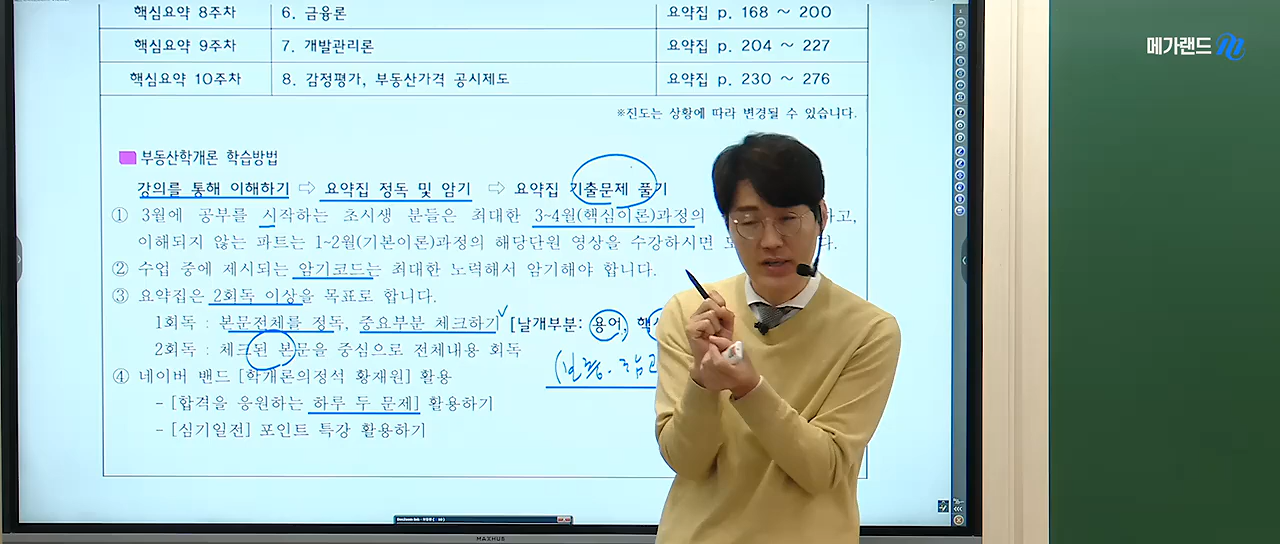 핵심요약 8주차 6. 금융론 요약집 p. 168 ~ 200
핵심요약 9주차 7. 개발관리론 요약집 p. 204 ~ 227
핵심요약 10주차 8. 감정평가, 부동산가격 공시제도 요약집 p. 230 ~ 276
※진도는 상황에 따라 변경될 수 있습니다.
메가랜드
부동산학개론 학습방법
강의를 통해 이해하기 ⇨ 요약집 정독 및 암기 ⇨ 요약집 기출문제 풀기
① 3월에 공부를 시작하는 초시생 분들은 최대한 3~4월(핵심이론)과정의 하고,
이해되지 않는 파트는 1~2월(기본이론)과정의 해당단원 영상을 수강하시면 다.
② 수업 중에 제시되는 암기코드는 최대한 노력해서 암기해야 합니다.
③ 요약집은 2회독 이상을 목표로 합니다.
1회독 : 본문전체를 정독, 중요부분 체크하기 [날개부분: 용어,
2회독 : 체크된 본문을 중심으로 전체내용 회독
④ 네이버 밴드 [학개론의정석 황재원] 활용
- [합격을 응원하는 하루 두 문제] 활용하기
- [심기일전] 포인트 특강 활용하기
MAXHUB